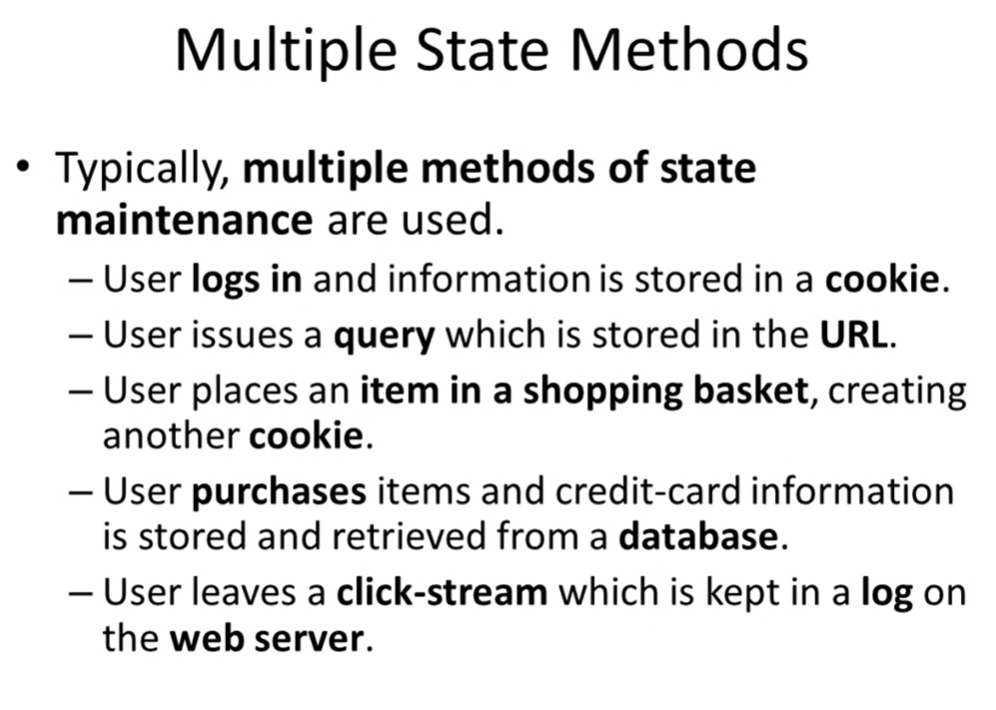 Multiple State Methods
• Typically, multiple methods of state
maintenance are used.
– User logs in and information is stored in a cookie.
– User issues a query which is stored in the URL.
– User places an item in a shopping basket, creating
another cookie.
– User purchases items and credit-card information
is stored and retrieved from a database.
– User leaves a click-stream which is kept in a log on
the web server.